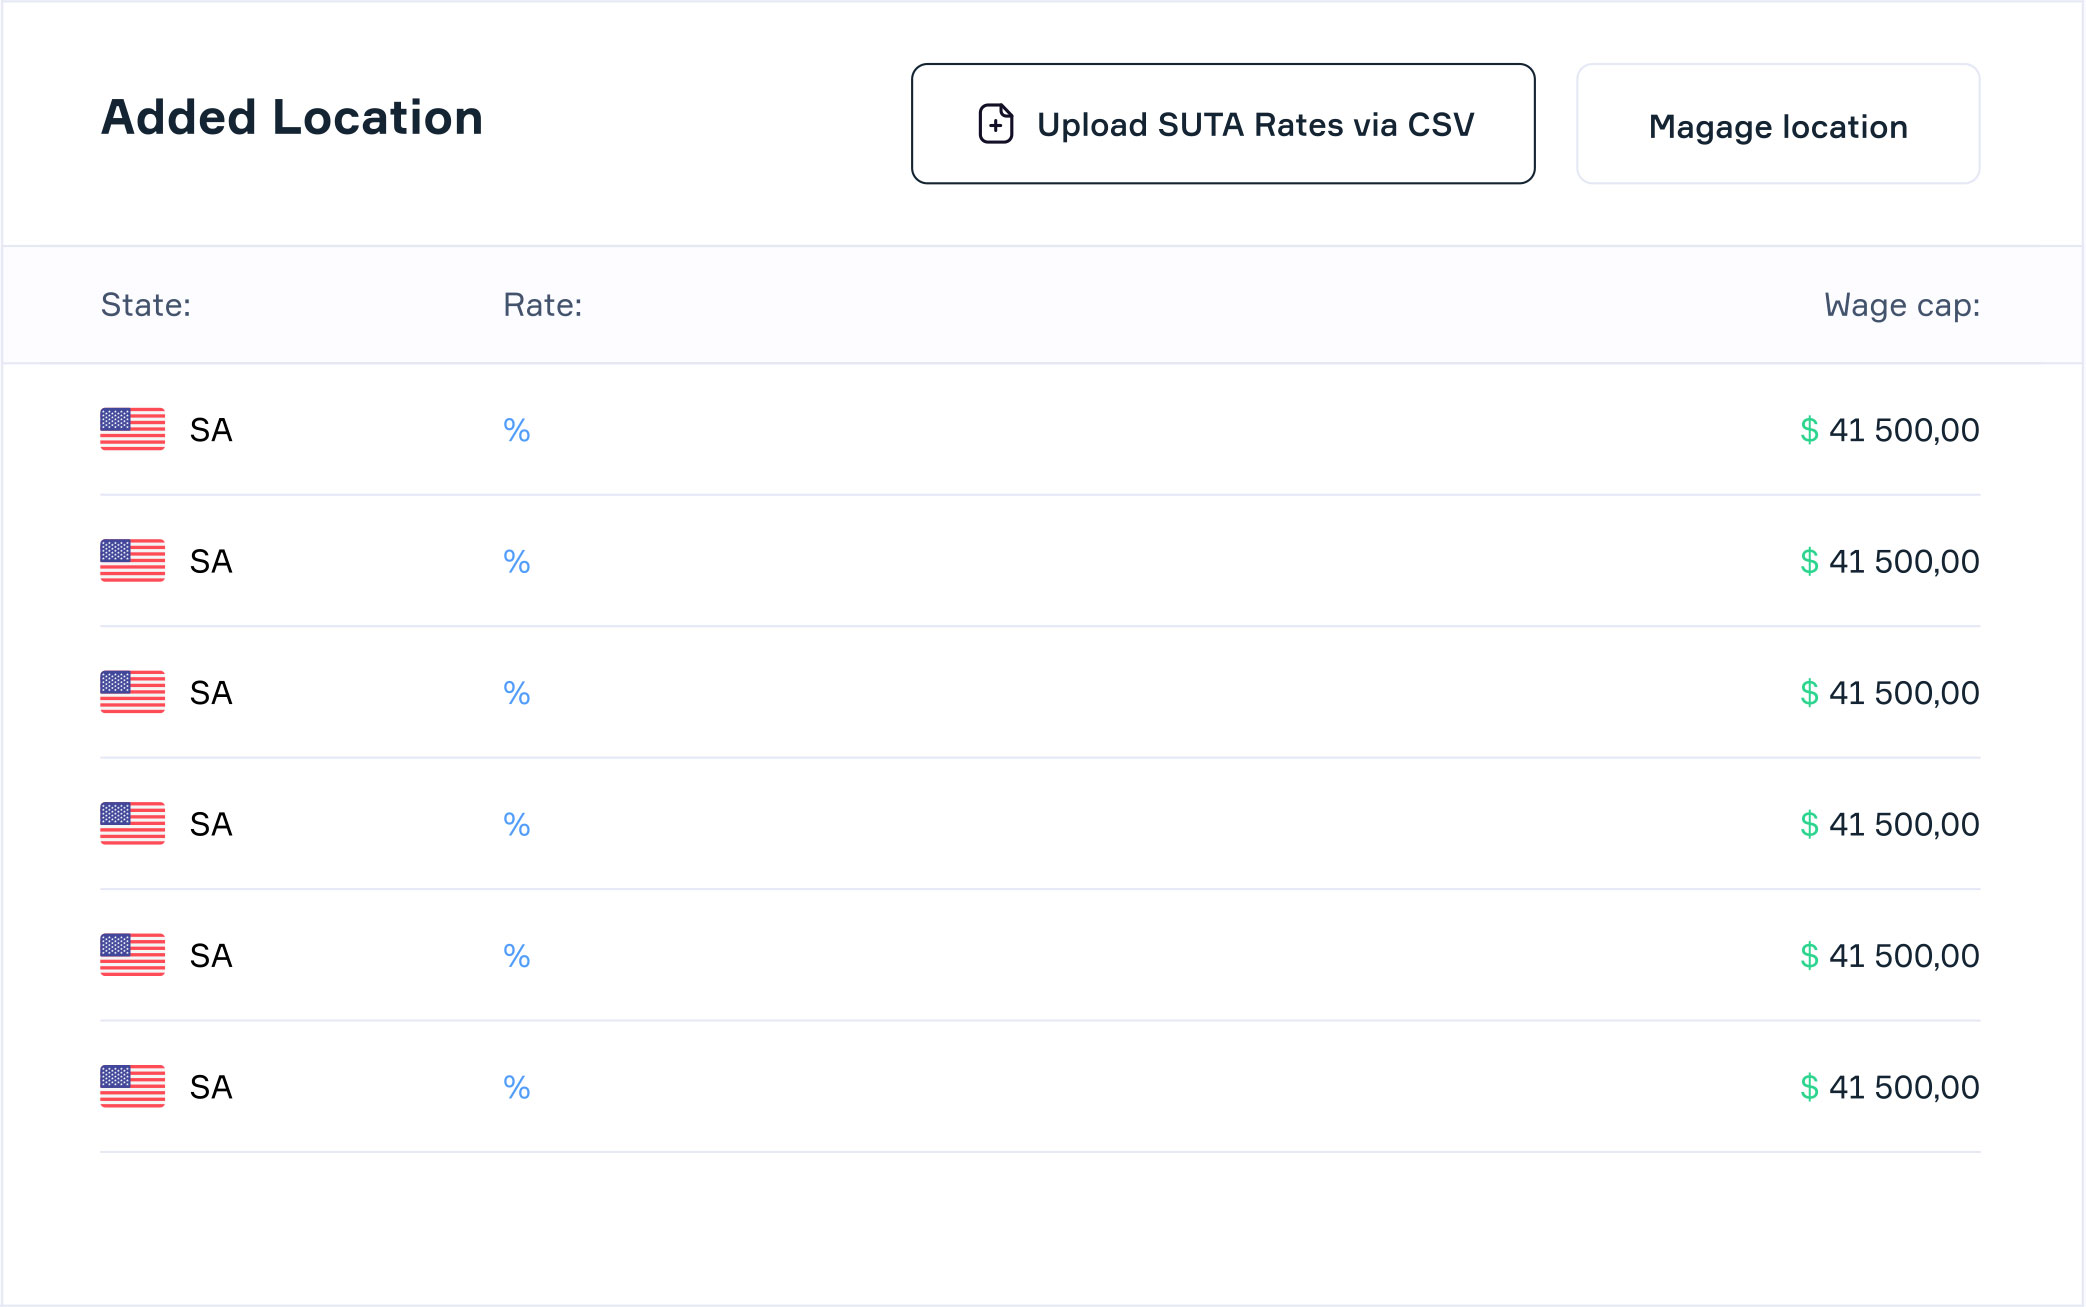 Added Location
Upload SUTA Rates via CSV
Magage location
State: Rate: Wage cap:
SA % $ 41 500,00
SA % $ 41 500,00
SA % $ 41 500,00
SA % $ 41 500,00
SA % $ 41 500,00
SA % $ 41 500,00